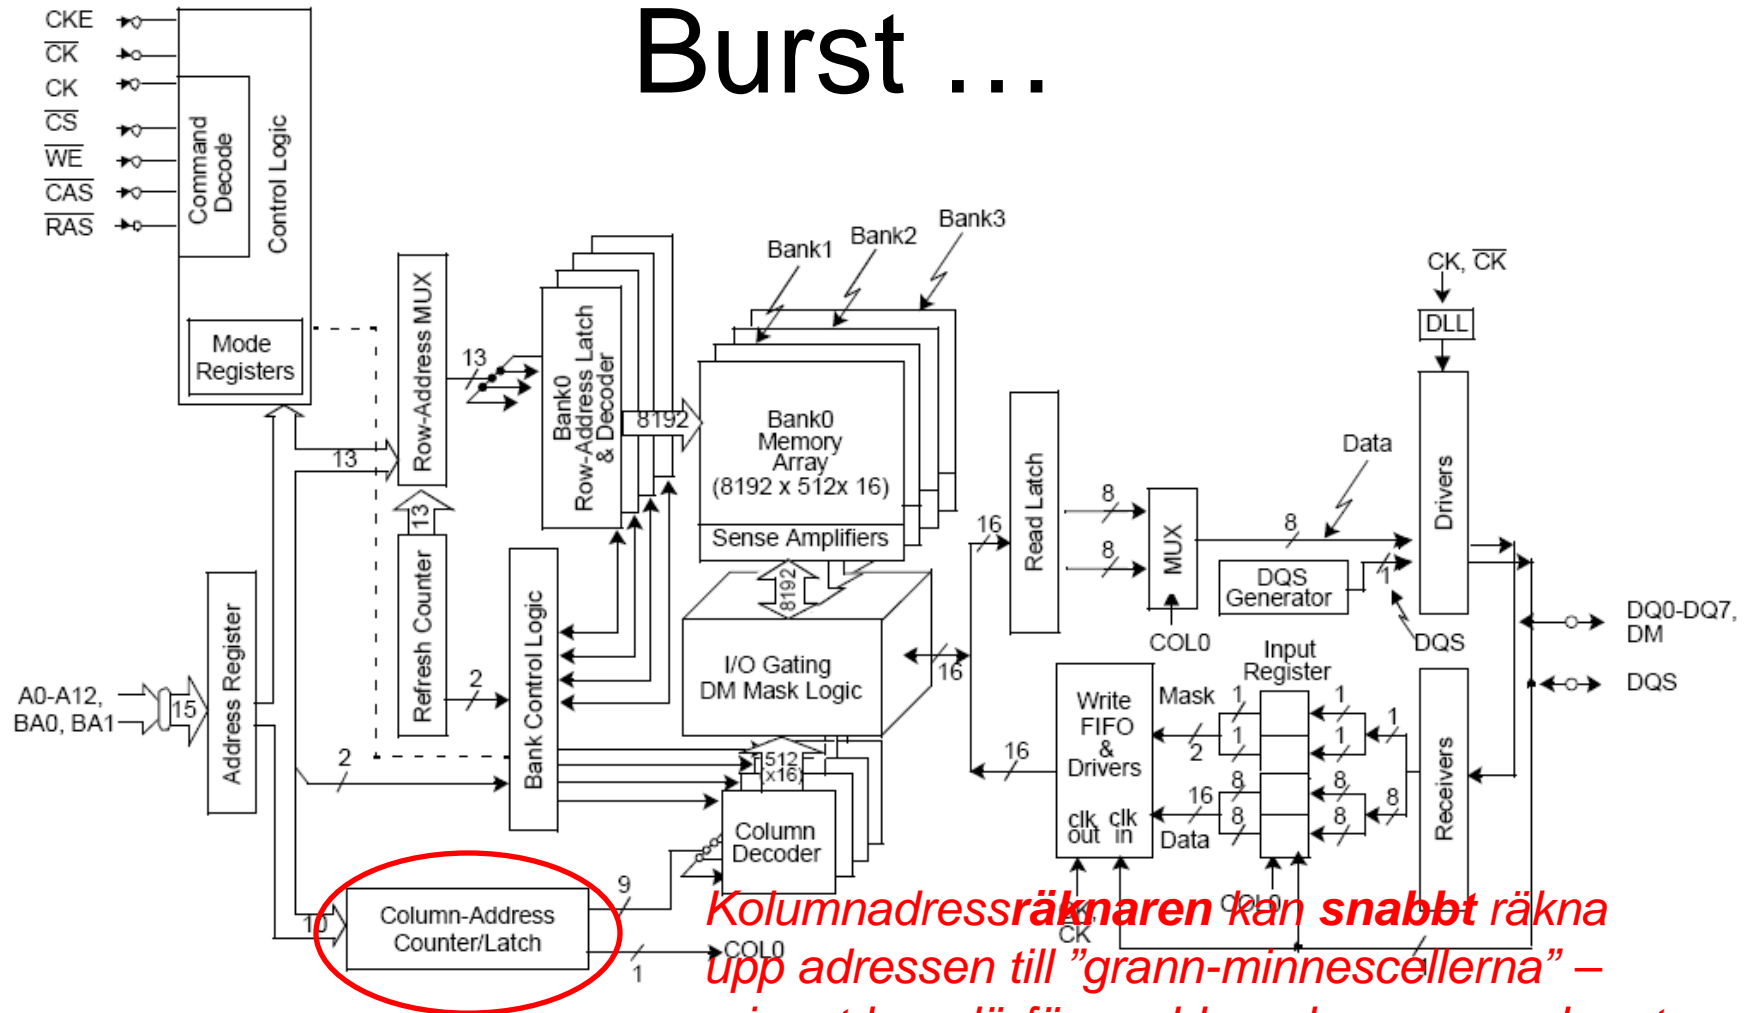 Burst …
CKE
CK
CK
CS
WE
CAS
RAS
Command
Decode
Control Logic
Mode
Registers
Row-Address MUX
13
13
13
Refresh Counter
2
Bank0
Row-Address Latch
& Decoder
8192
Bank1
Bank2
Bank3
Bank0
Memory
Array
(8192 x 512x 16)
Sense Amplifiers
8192
I/O Gating
DM Mask Logic
16
Bank Control Logic
2
A0-A12,
BA0, BA1
15
Address Register
512
(x16)
Column
Decoder
10
Column-Address
Counter/Latch
9
COL0
1
16
Read Latch
8
8
MUX
COL0
8
Data
DQS
Generator
1
DQS
CK, CK
DLL
Drivers
DQ0-DQ7,
DM
DQS
Input
Register
Write
FIFO
&
Drivers
clk
out
clk
in
16
Mask
2
1
1
1
1
1
16
Data
8
8
8
8
8
Receivers
COL0
CK,
CK
1
Kolumnadressräknaren kan snabbt räkna
upp adressen till ”grann-minnescellerna” –